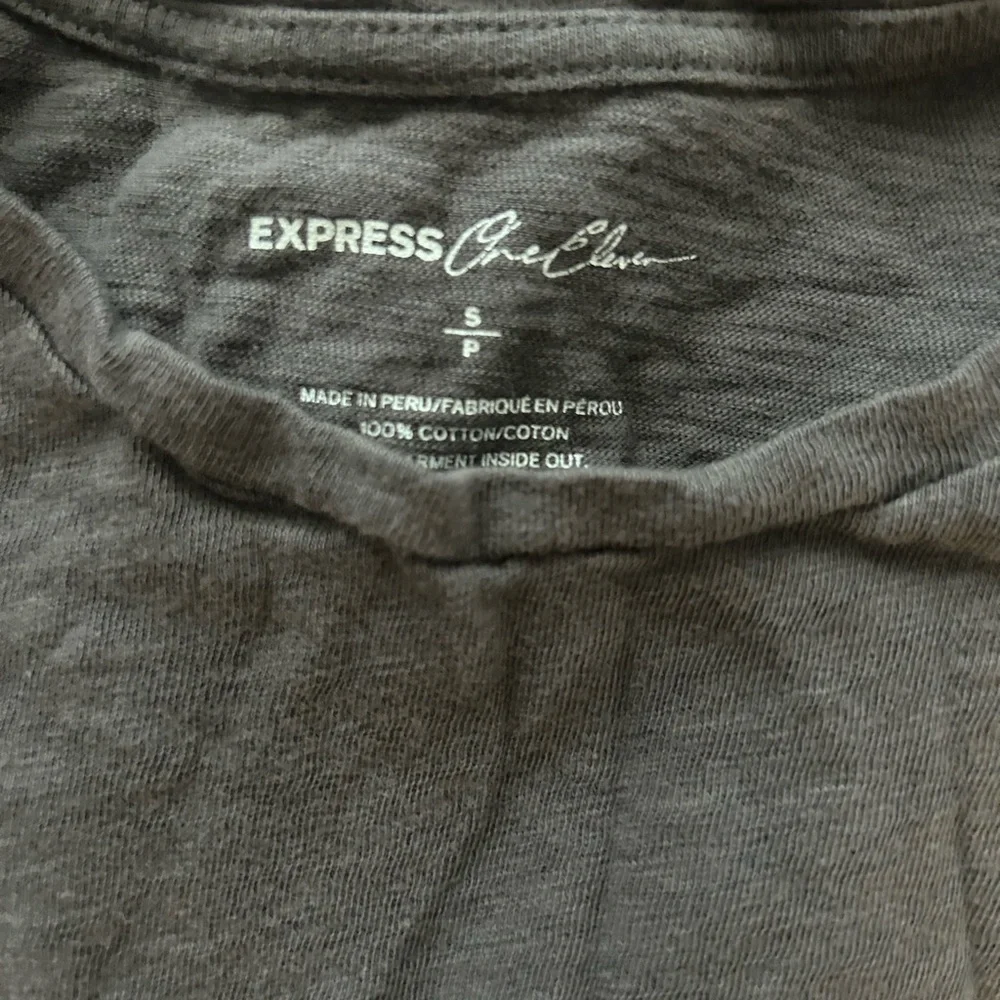 EXPRESS One Eleven
S
P
MADE IN PERU/FABRIQUÉ EN PÉROU
100% COTTON/COTON
INSIDE OUT.